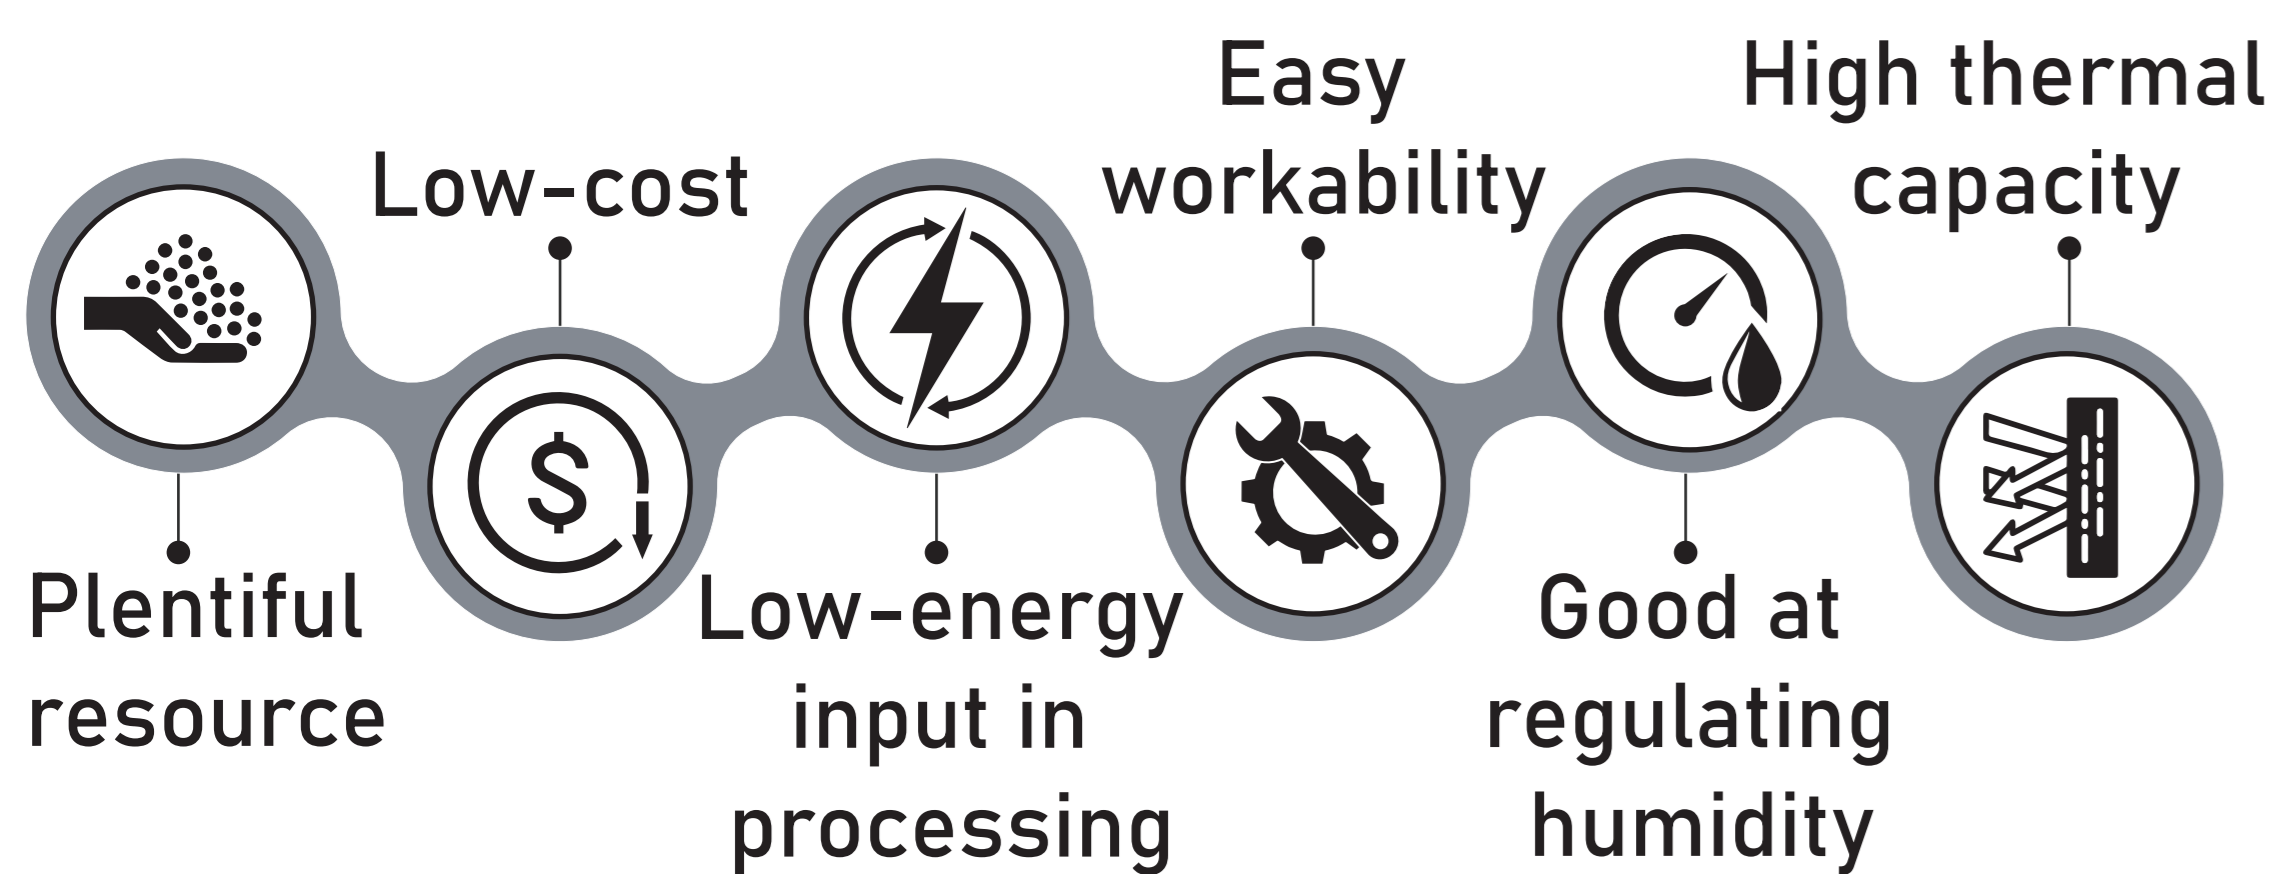 Plentiful
resource
Low-cost
Low-energy
input in
processing
Easy
workability
Good at
regulating
humidity
High thermal
capacity